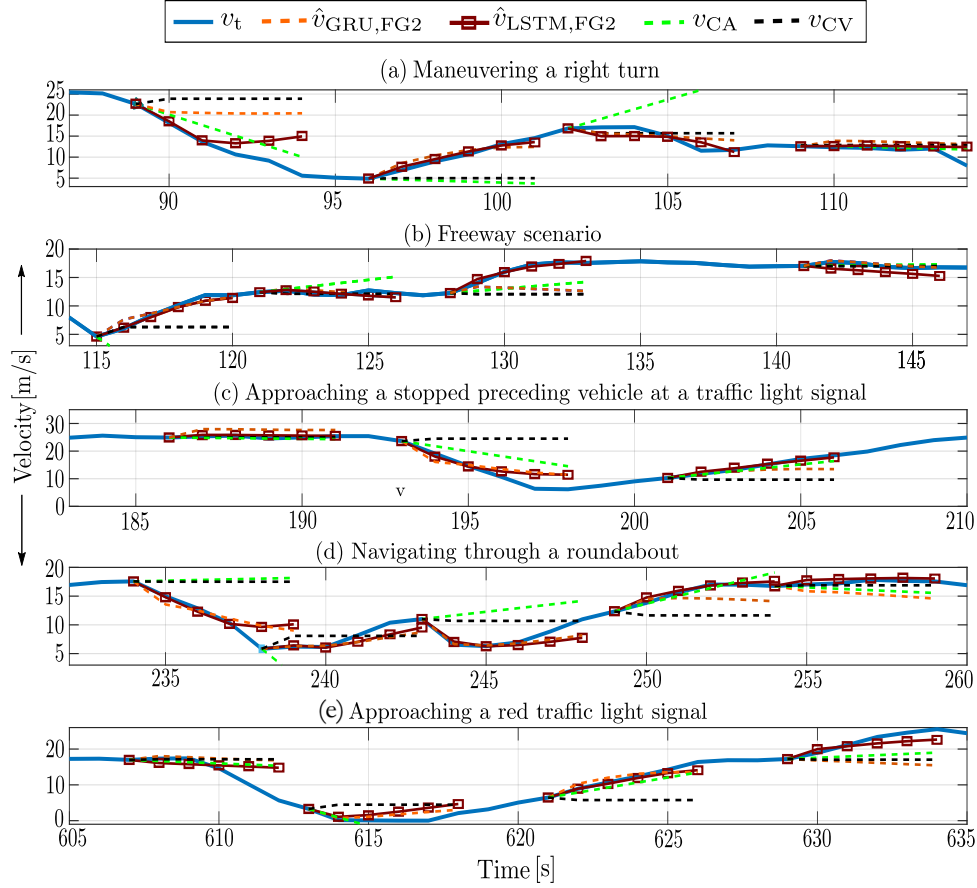 v_t v̂_GRU,FG2 v̂_LSTM,FG2 v_CA v_CV
(a) Maneuvering a right turn
25
20
15
10
5
90 95 100 105 110
(b) Freeway scenario
20
15
10
5
115 120 125 130 135 140 145
(c) Approaching a stopped preceding vehicle at a traffic light signal
30
20
10
0
v
185 190 195 200 205 210
(d) Navigating through a roundabout
20
15
10
5
235 240 245 250 255 260
(e) Approaching a red traffic light signal
20
10
0
605 610 615 620 625 630 635
Time [s]
Velocity [m/s]